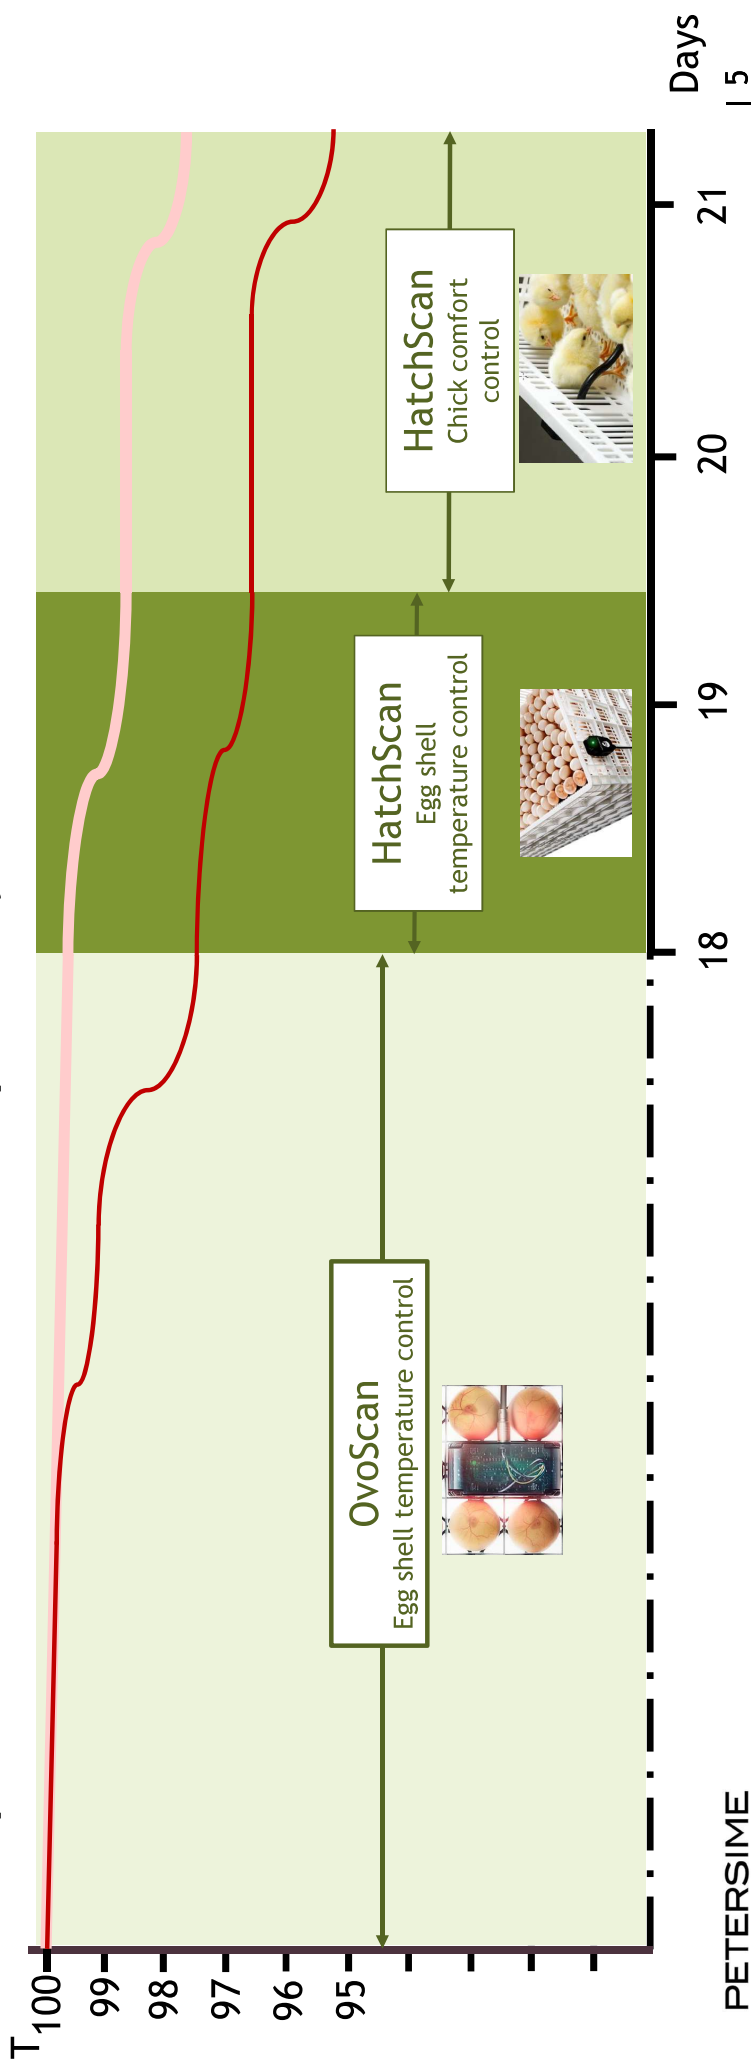 T
100
99
98
97
96
95
OvoScan
Egg shell temperature control
HatchScan
Egg shell
temperature control
HatchScan
Chick comfort
control
18
19
20
21
Days
PETERSIME
| 5